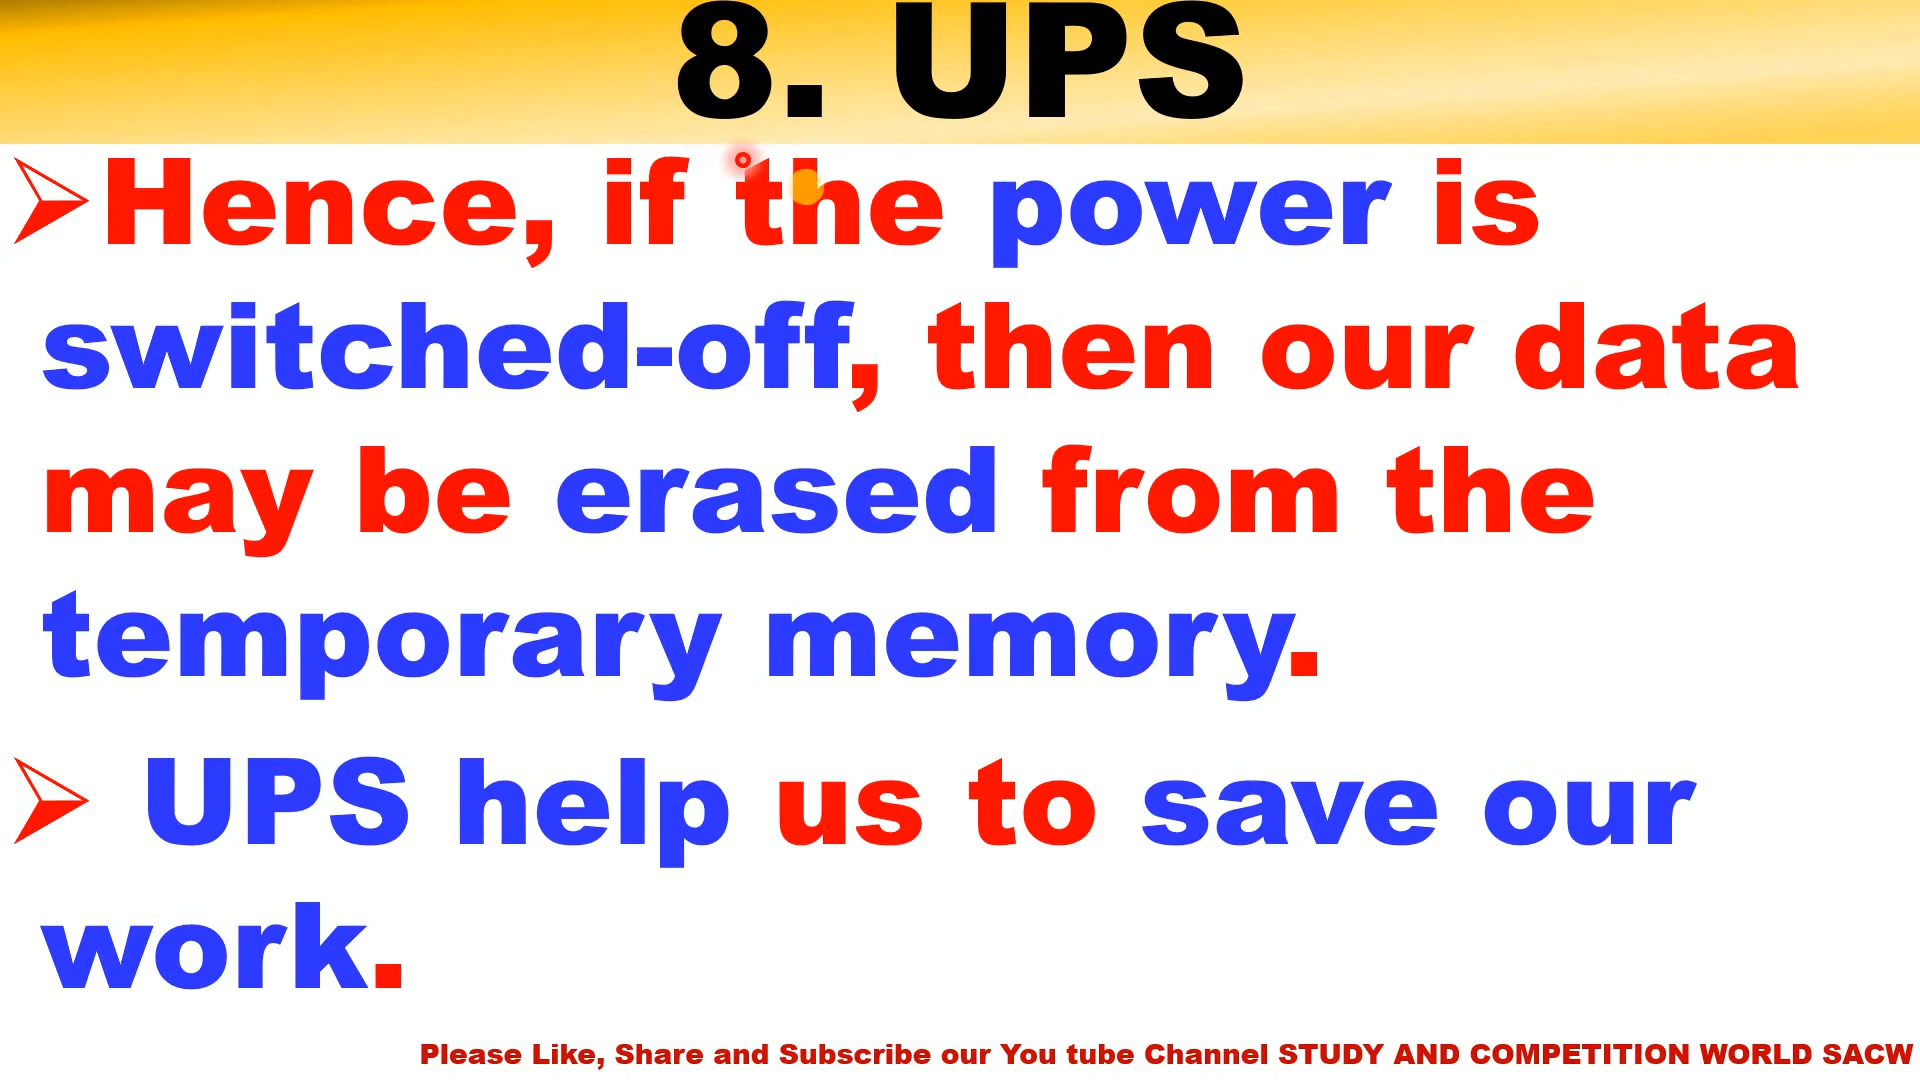 8. UPS
Hence, if the power is
switched-off, then our data
may be erased from the
temporary memory.
UPS help us to save our
work.
Please Like, Share and Subscribe our You tube Channel STUDY AND COMPETITION WORLD SACW